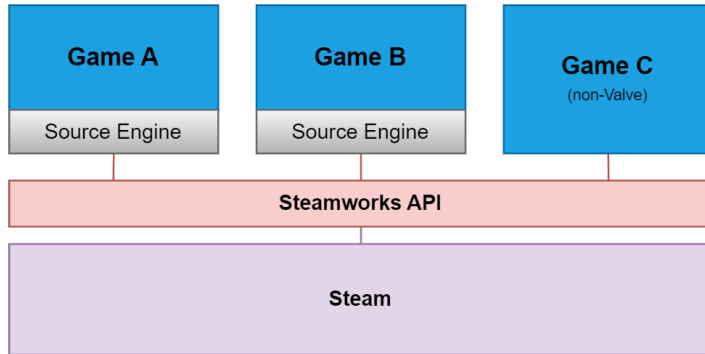 Game A
Game B
Game C
(non-Valve)
Source Engine
Source Engine
Steamworks API
Steam